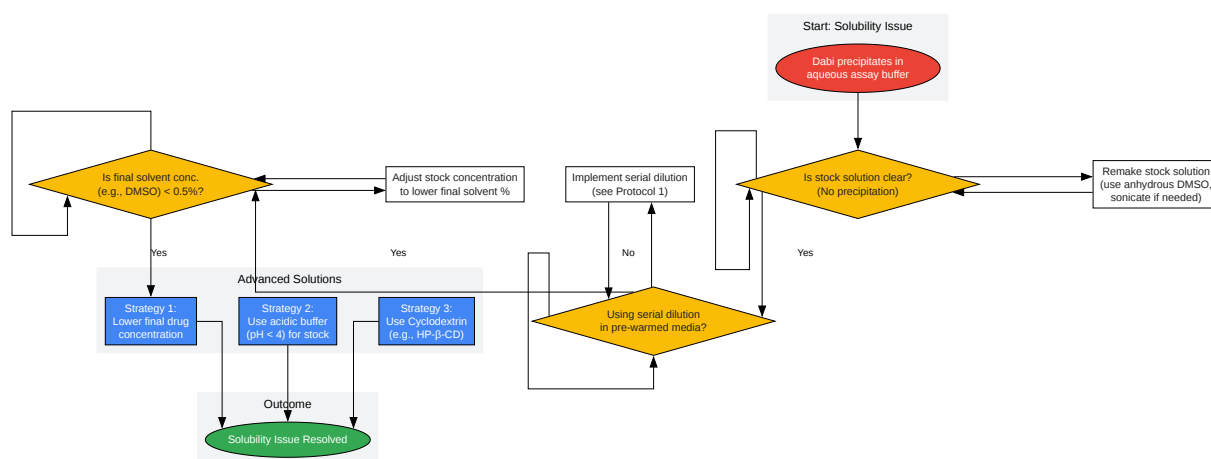 Start: Solubility Issue
Dabi precipitates in
aqueous assay buffer
Is final solvent conc.
(e.g., DMSO) < 0.5%?
Adjust stock concentration
to lower final solvent %
Implement serial dilution
(see Protocol 1)
Is stock solution clear?
(No precipitation)
Remake stock solution
(use anhydrous DMSO,
sonicate if needed)
Yes
Yes
No
Yes
Advanced Solutions
Strategy 1:
Lower final drug
concentration
Strategy 2:
Use acidic buffer
(pH < 4) for stock
Strategy 3:
Use Cyclodextrin
(e.g., HP-β-CD)
Using serial dilution
in pre-warmed media?
Outcome
Solubility Issue Resolved